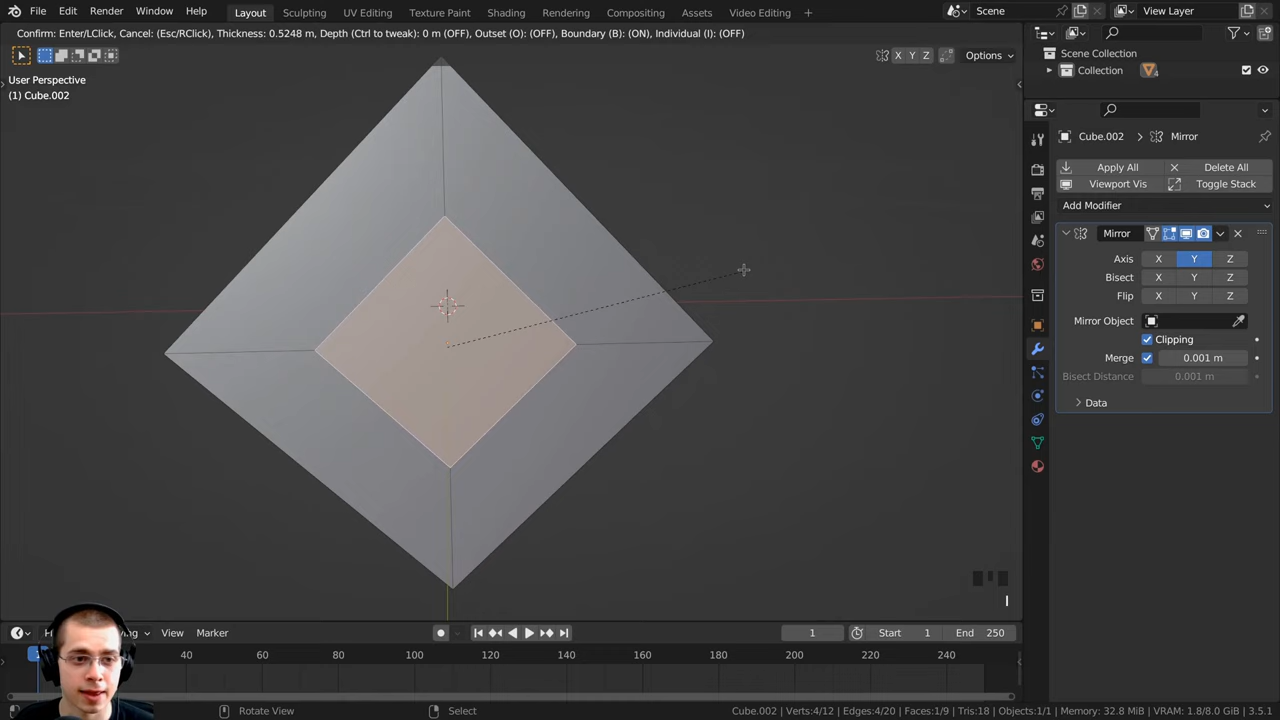 File Edit Render Window Help Layout Sculpting UV Editing Texture Paint Shading Rendering Compositing Assets Video Editing + Scene View Layer
Confirm: Enter/LClick, Cancel: (Esc/RClick), Thickness: 0.5248 m, Depth (Ctrl to tweak): 0 m (OFF), Outset (O): (OFF), Boundary (B): (ON), Individual (I): (OFF)
X Y Z Options
Scene Collection
Collection 4
User Perspective
(1) Cube.002
Cube.002 > Mirror
Apply All Delete All
Viewport Vis Toggle Stack
Add Modifier
Mirror
Axis X Y Z
Bisect X Y Z
Flip X Y Z
Mirror Object
Clipping
Merge 0.001 m
Bisect Distance 0.001 m
Data
I
View Marker 1 Start 1 End 250
40 60 80 100 120 140 160 180 200 220 240
Rotate View Select Cube.002 | Verts:4/12 | Edges:4/20 | Faces:1/9 | Tris:18 | Objects:1/1 | Memory: 32.8 MiB | VRAM: 1.8/8.0 GiB | 3.5.1